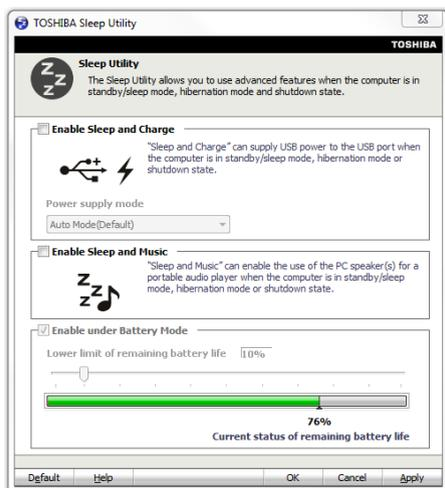 TOSHIBA Sleep Utility
TOSHIBA
Sleep Utility
The Sleep Utility allows you to use advanced features when the computer is in
standby/sleep mode, hibernation mode and shutdown state.
Enable Sleep and Charge
"Sleep and Charge" can supply USB power to the USB port when
the computer is in standby/sleep mode, hibernation mode or
shutdown state.
Power supply mode
Auto Mode(Default)
Enable Sleep and Music
"Sleep and Music" can enable the use of the PC speaker(s) for a
portable audio player when the computer is in standby/sleep
mode, hibernation mode or shutdown state.
Enable under Battery Mode
Lower limit of remaining battery life 10%
76%
Current status of remaining battery life
Default Help OK Cancel Apply